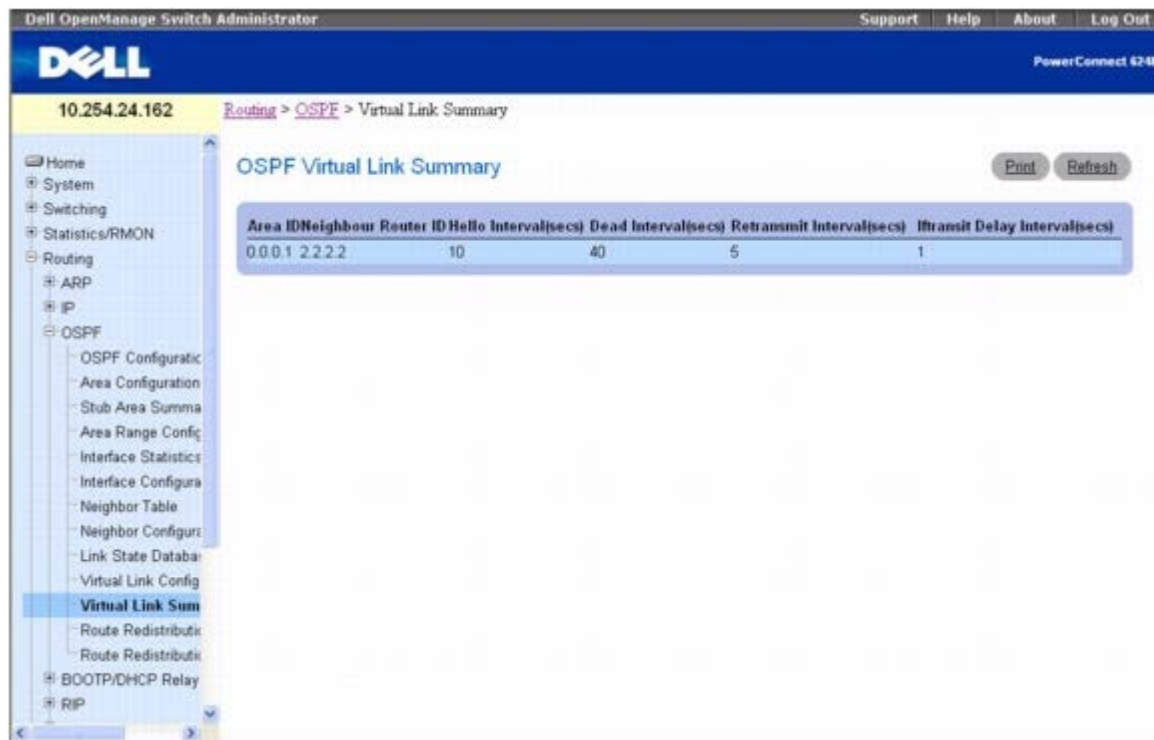 Dell OpenManage Switch Administrator
Support Help About Log Out
DELL
PowerConnect 624
10.254.24.162
Routing > OSPF > Virtual Link Summary
Home
System
Switching
Statistics/RMON
Routing
ARP
IP
OSPF
OSPF Configuratic
Area Configuration
Stub Area Summa
Area Range Config
Interface Statistics
Interface Configura
Neighbor Table
Neighbor Configura
Link State Databa
Virtual Link Config
Virtual Link Sum
Route Redistributic
Route Redistributic
BOOTP/DHCP Relay
RIP
OSPF Virtual Link Summary
Print Refresh
Area ID Neighbour Router ID Hello Interval(secs) Dead Interval(secs) Retransmit Interval(secs) Iftransit Delay Interval(secs)
0.0.0.1 2.2.2.2 10 40 5 1